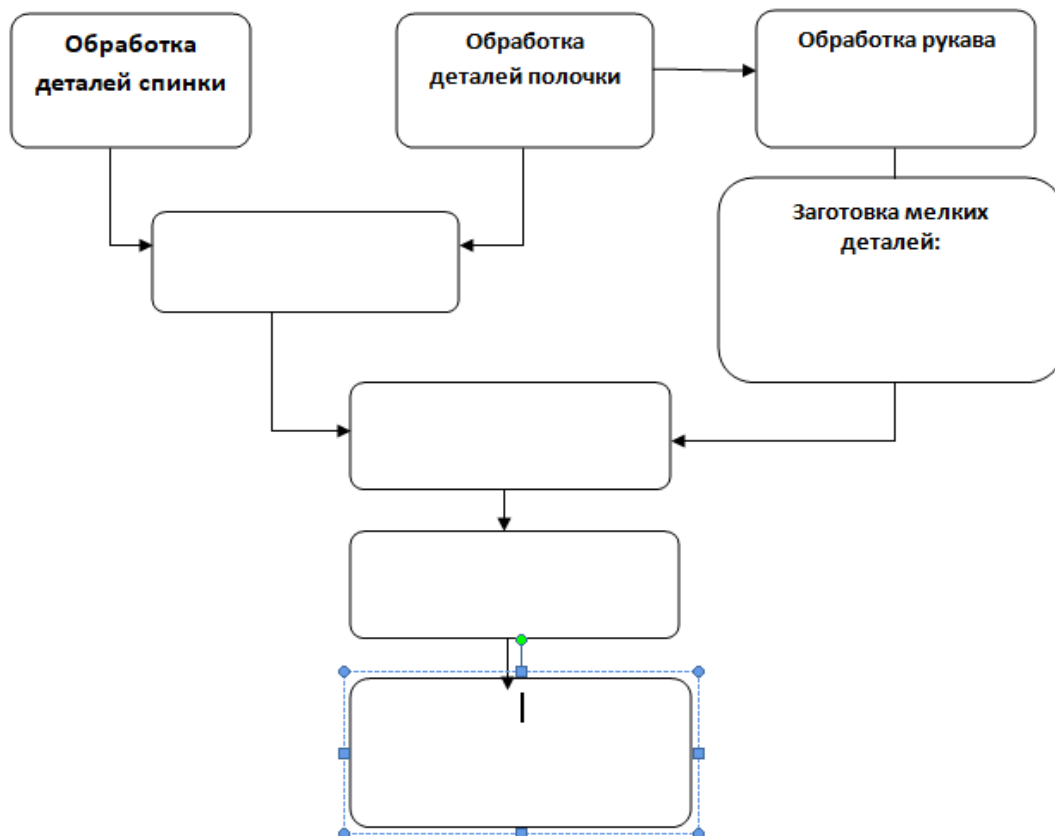 Обработка
деталей спинки
Обработка
деталей полочки
Обработка рукава
Заготовка мелких
деталей: